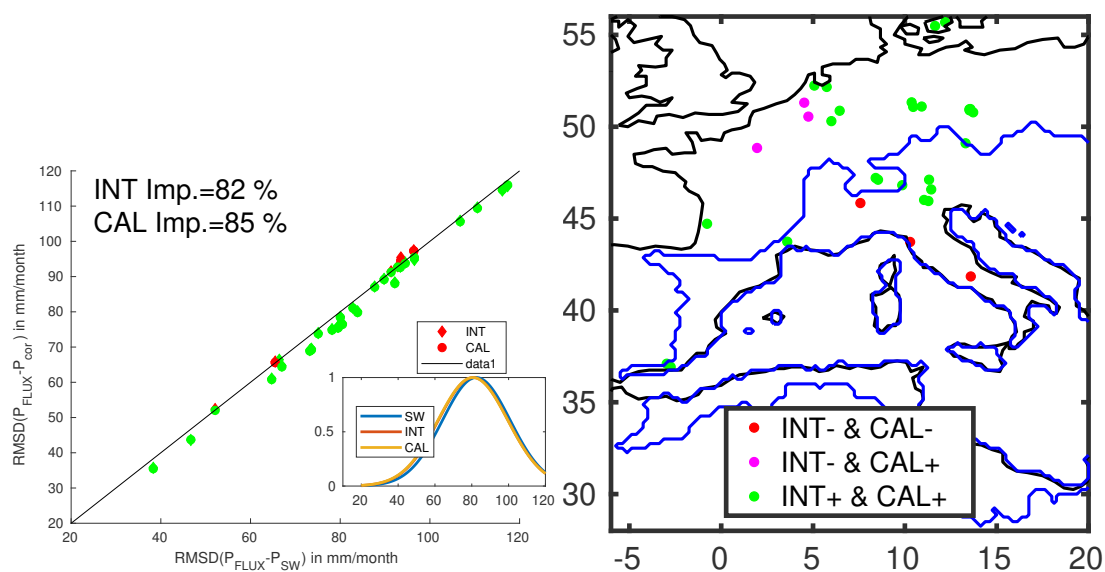 INT Imp.=82 %
CAL Imp.=85 %
120
110
100
90
80
70
60
50
40
30
20
20 40 60 80 100 120
RMSD(P_FLUX-P_cor) in mm/month
RMSD(P_FLUX-P_SW) in mm/month
INT
CAL
data1
1
0.5
0
SW
INT
CAL
20 40 60 80 100 120
55
50
45
40
35
30
-5 0 5 10 15 20
INT- & CAL-
INT- & CAL+
INT+ & CAL+